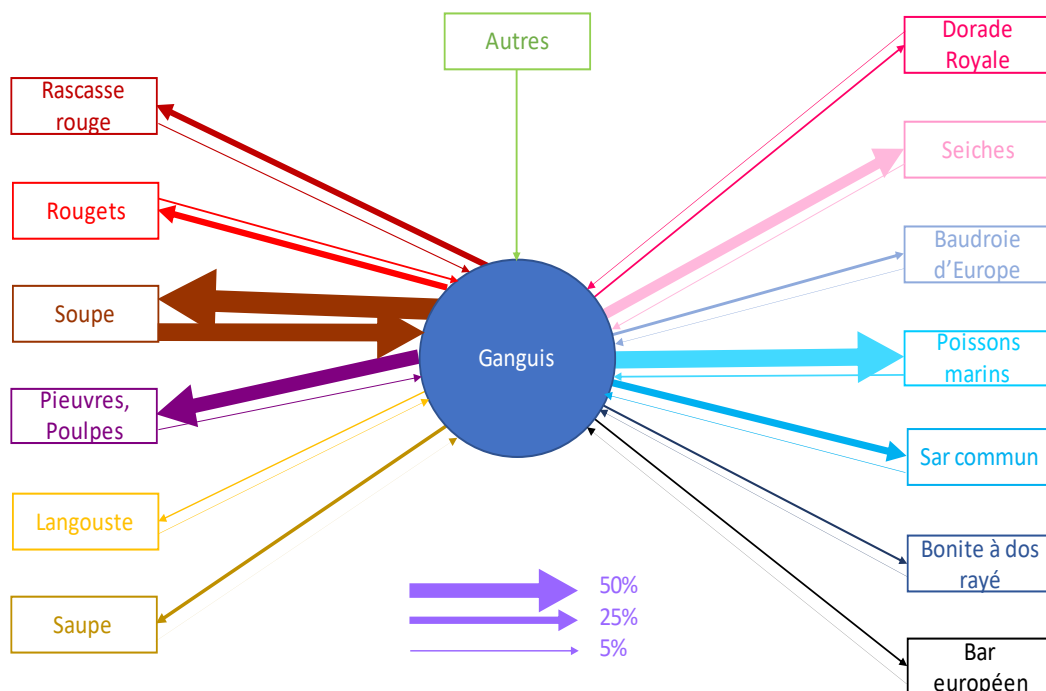 Autres
Dorade
Royale
Rascasse
rouge
Seiches
Rougets
Baudroie
d'Europe
Soupe
Ganguis
Poissons
marins
Pieuvres,
Poulpes
Sar commun
Langouste
Bonite à dos
rayé
50%
25%
5%
Saupe
Bar
européen